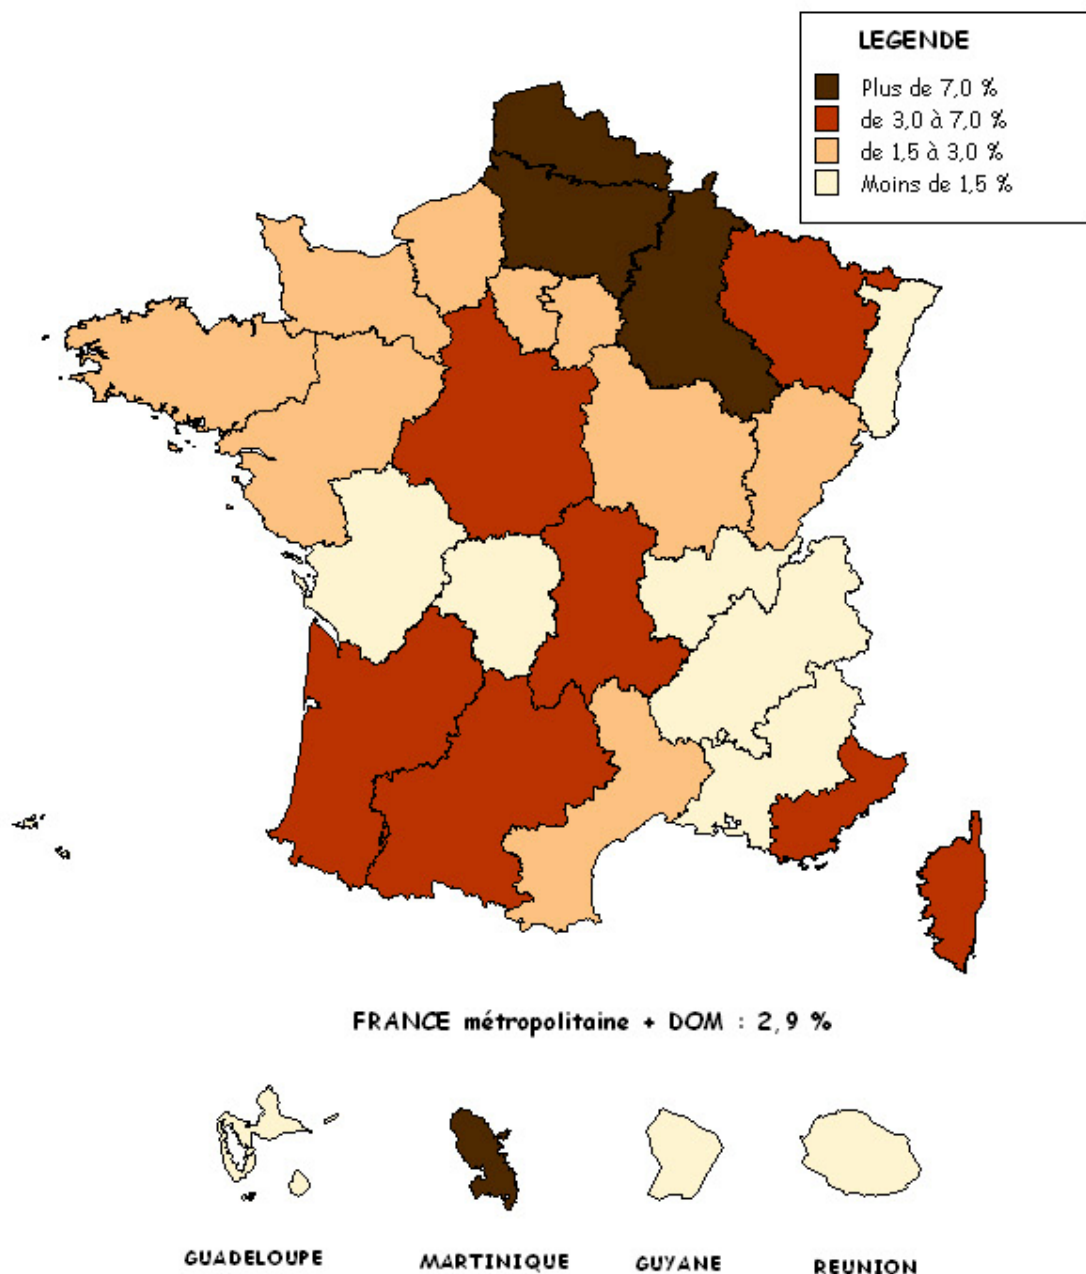 LEGENDE
Plus de 7,0 %
de 3,0 à 7,0 %
de 1,5 à 3,0 %
Moins de 1,5 %
FRANCE métropolitaine + DOM : 2,9 %
GUADELOUPE
MARTINIQUE
GUYANE
REUNION